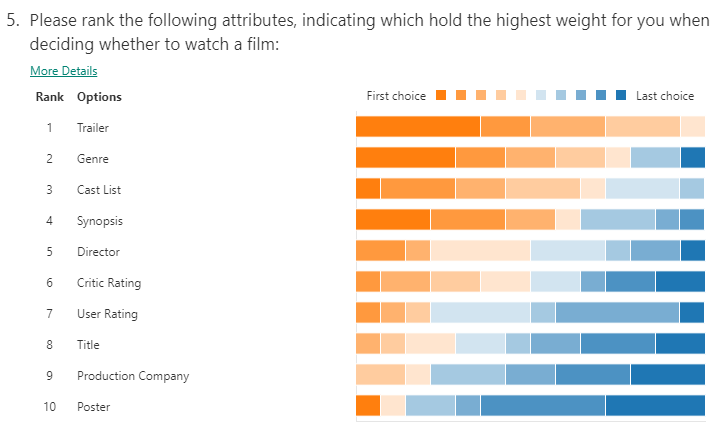 5. Please rank the following attributes, indicating which hold the highest weight for you when
deciding whether to watch a film:
More Details
Rank Options First choice Last choice
1 Trailer
2 Genre
3 Cast List
4 Synopsis
5 Director
6 Critic Rating
7 User Rating
8 Title
9 Production Company
10 Poster